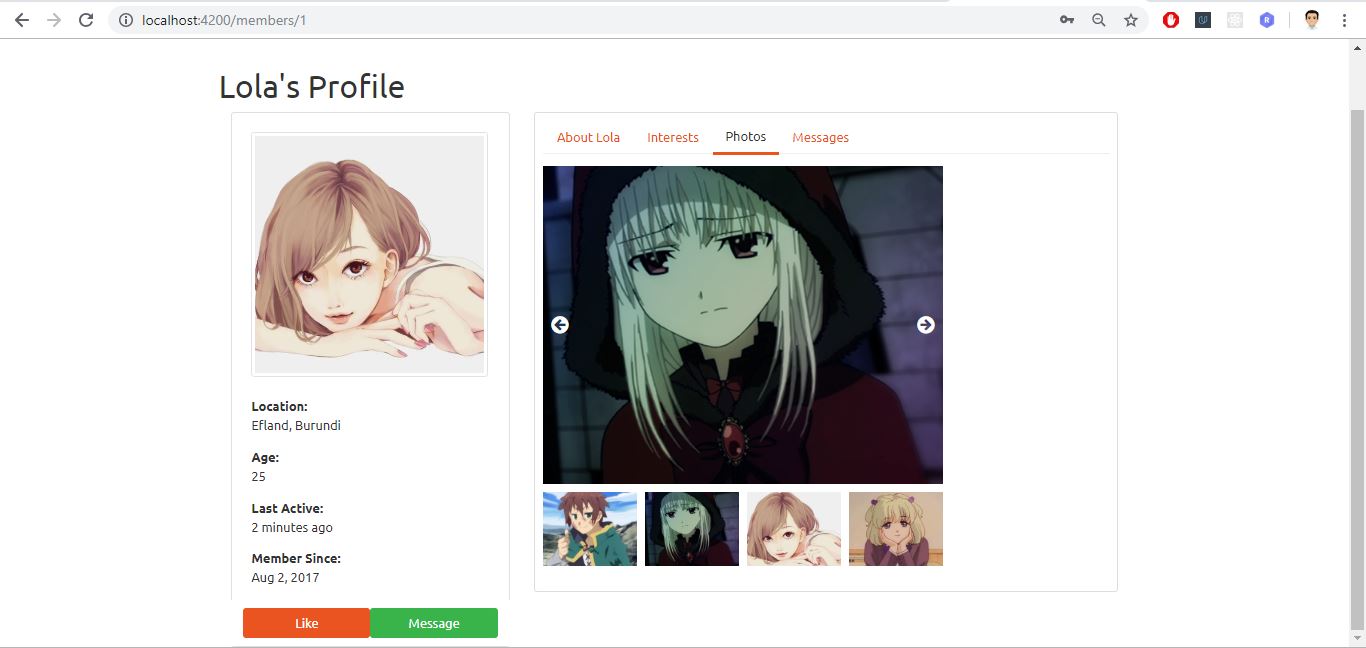 localhost:4200/members/1
Lola's Profile
About Lola
Interests
Photos
Messages
Location:
Efland, Burundi
Age:
25
Last Active:
2 minutes ago
Member Since:
Aug 2, 2017
Like
Message